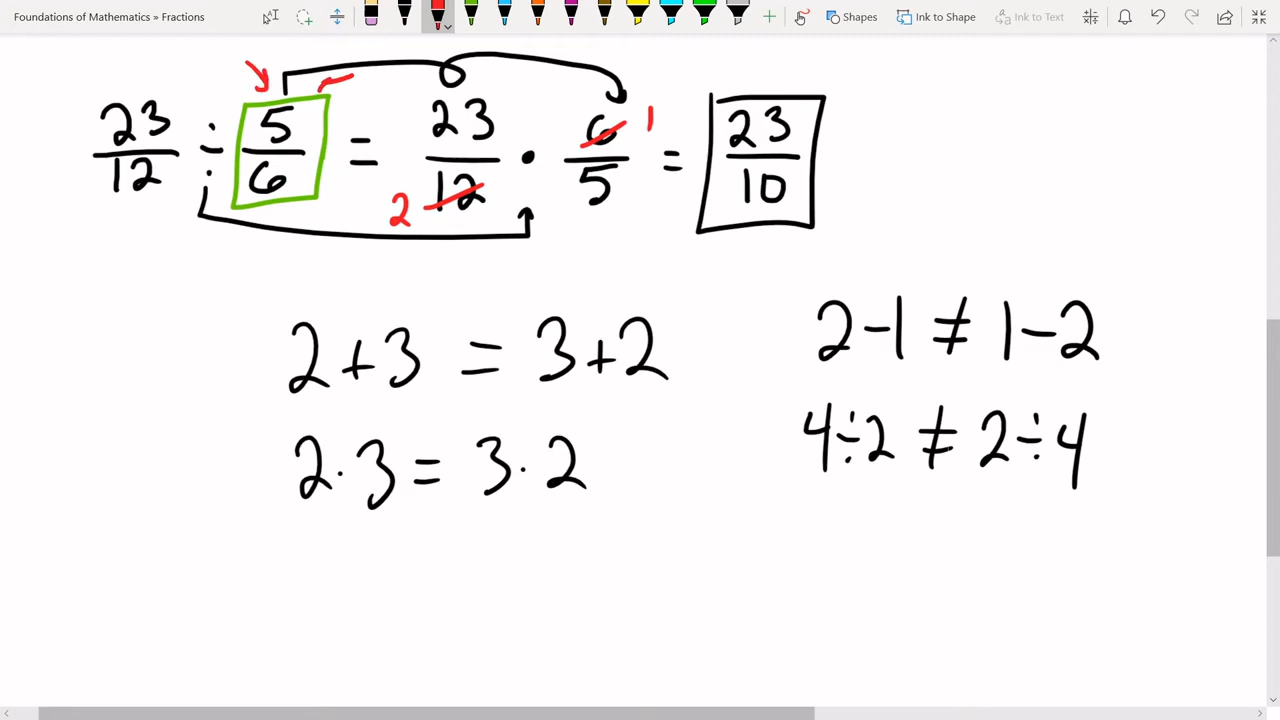 Foundations of Mathematics » Fractions
Shapes Ink to Shape Ink to Text
23/12 ÷ 5/6 = 23/12 · 6/5 = 23/10
2 1
2+3 = 3+2
2-1 ≠ 1-2
2·3 = 3·2
4÷2 ≠ 2÷4